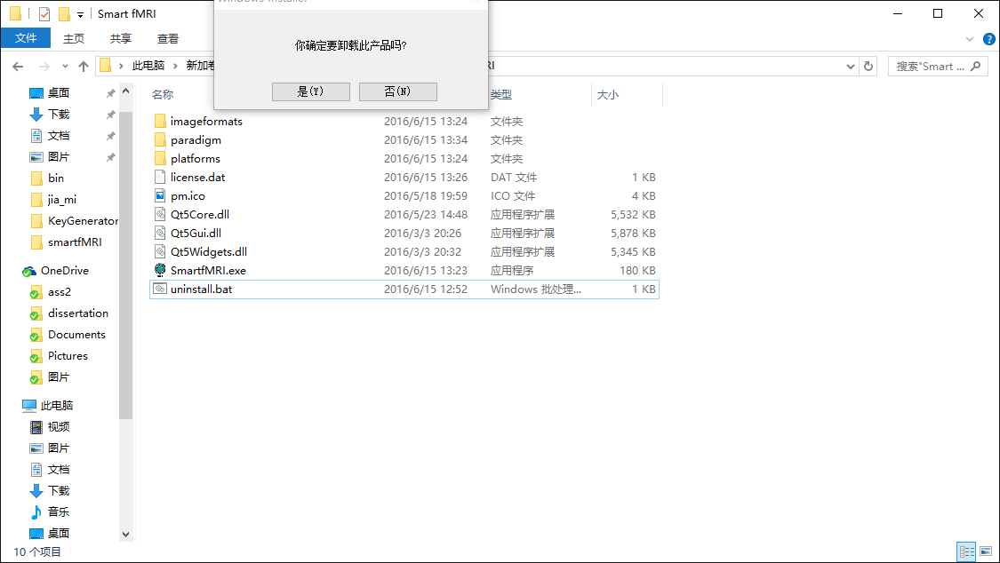 Smart fMRI
Windows Installer
文件 主页 共享 查看
你确定要卸载此产品吗?
是(Y) 否(N)
此电脑 新加卷 RI
搜索"Smart ...
名称 类型 大小
桌面
下载
文档
图片
bin
jia_mi
KeyGenerator
smartfMRI
OneDrive
ass2
dissertation
Documents
Pictures
图片
此电脑
视频
图片
文档
下载
音乐
桌面
imageformats 2016/6/15 13:24 文件夹
paradigm 2016/6/15 13:34 文件夹
platforms 2016/6/15 13:24 文件夹
license.dat 2016/6/15 13:26 DAT 文件 1 KB
pm.ico 2016/5/18 19:59 ICO 文件 4 KB
Qt5Core.dll 2016/5/23 14:48 应用程序扩展 5,532 KB
Qt5Gui.dll 2016/3/3 20:26 应用程序扩展 5,878 KB
Qt5Widgets.dll 2016/3/3 20:32 应用程序扩展 5,345 KB
SmartfMRI.exe 2016/6/15 13:23 应用程序 180 KB
uninstall.bat 2016/6/15 12:52 Windows 批处理... 1 KB
10 个项目